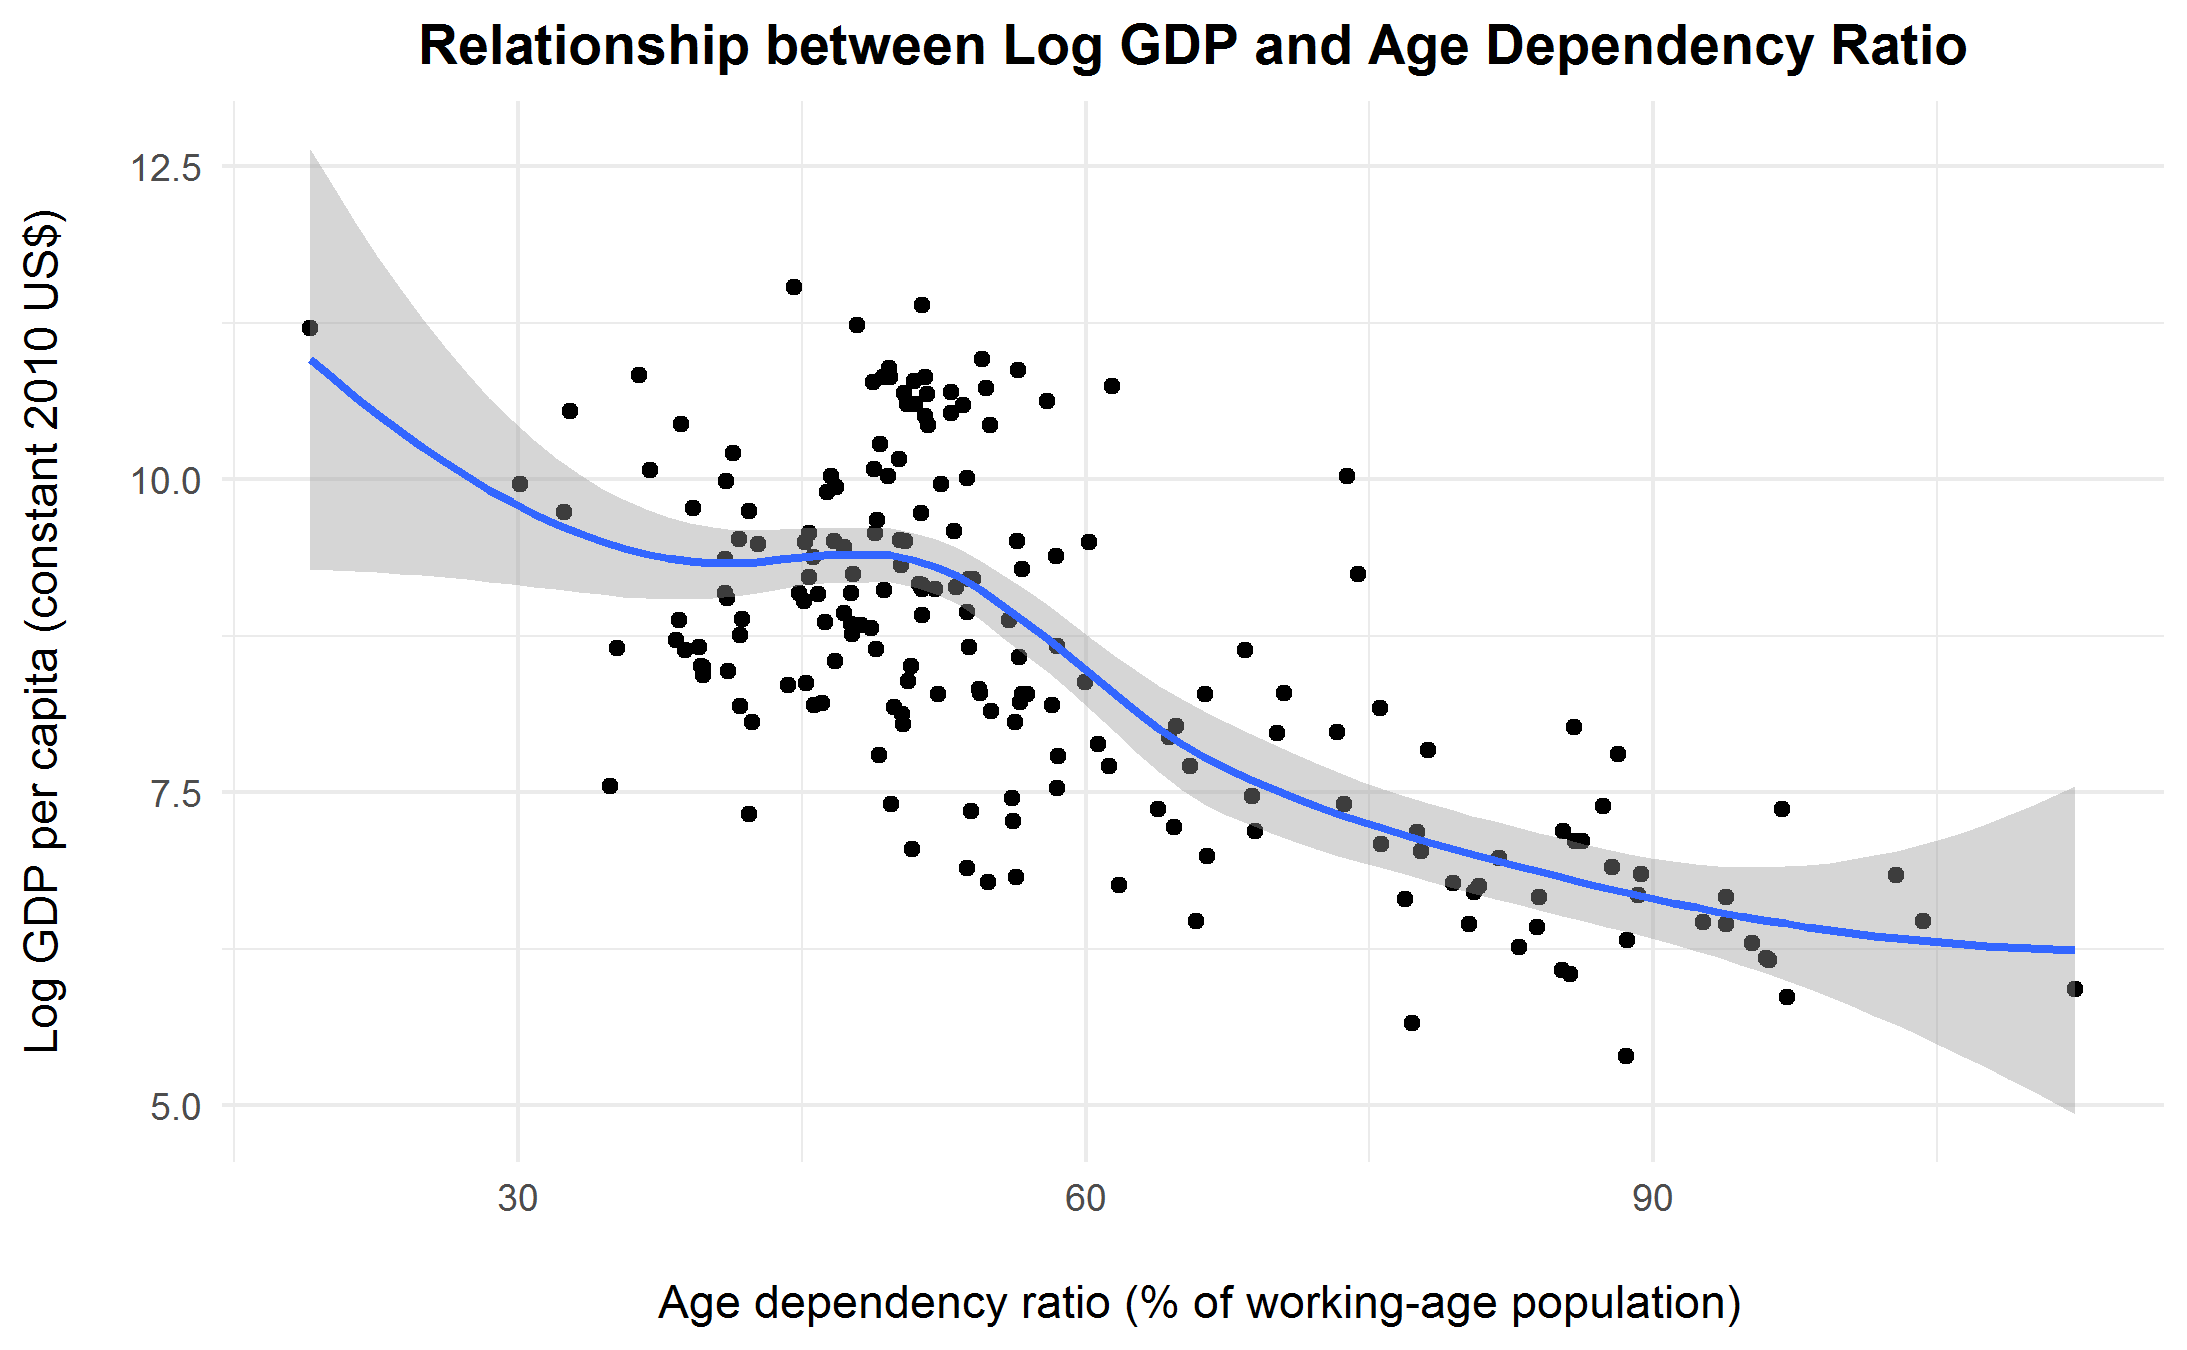 Relationship between Log GDP and Age Dependency Ratio
Log GDP per capita (constant 2010 US$)
12.5
10.0
7.5
5.0
30
60
90
Age dependency ratio (% of working-age population)